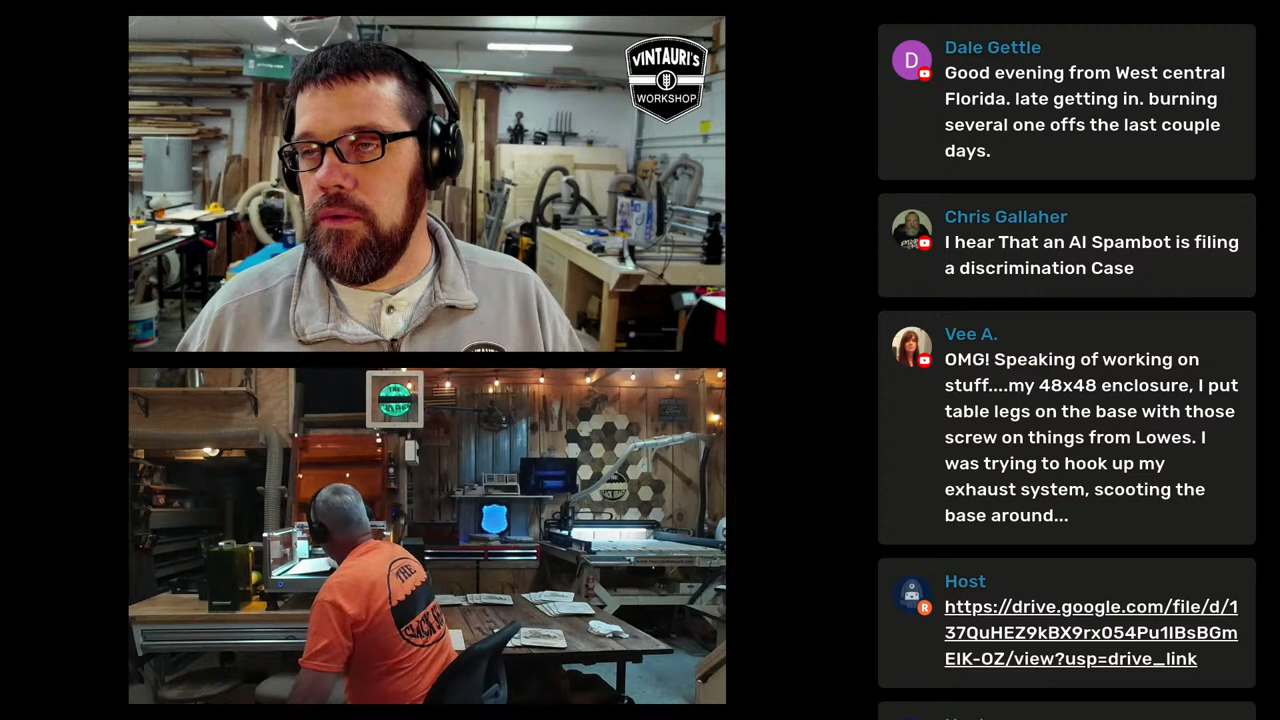 VINTAURI'S
WORKSHOP
THE
THE
Dale Gettle
D
Good evening from West central
Florida. late getting in. burning
several one offs the last couple
days.
Chris Gallaher
I hear That an AI Spambot is filing
a discrimination Case
Vee A.
OMG! Speaking of working on
stuff....my 48x48 enclosure, I put
table legs on the base with those
screw on things from Lowes. I
was trying to hook up my
exhaust system, scooting the
base around...
Host
R
https://drive.google.com/file/d/1
37QuHEZ9kBX9rx054Pu1IBsBGm
EIK-OZ/view?usp=drive_link